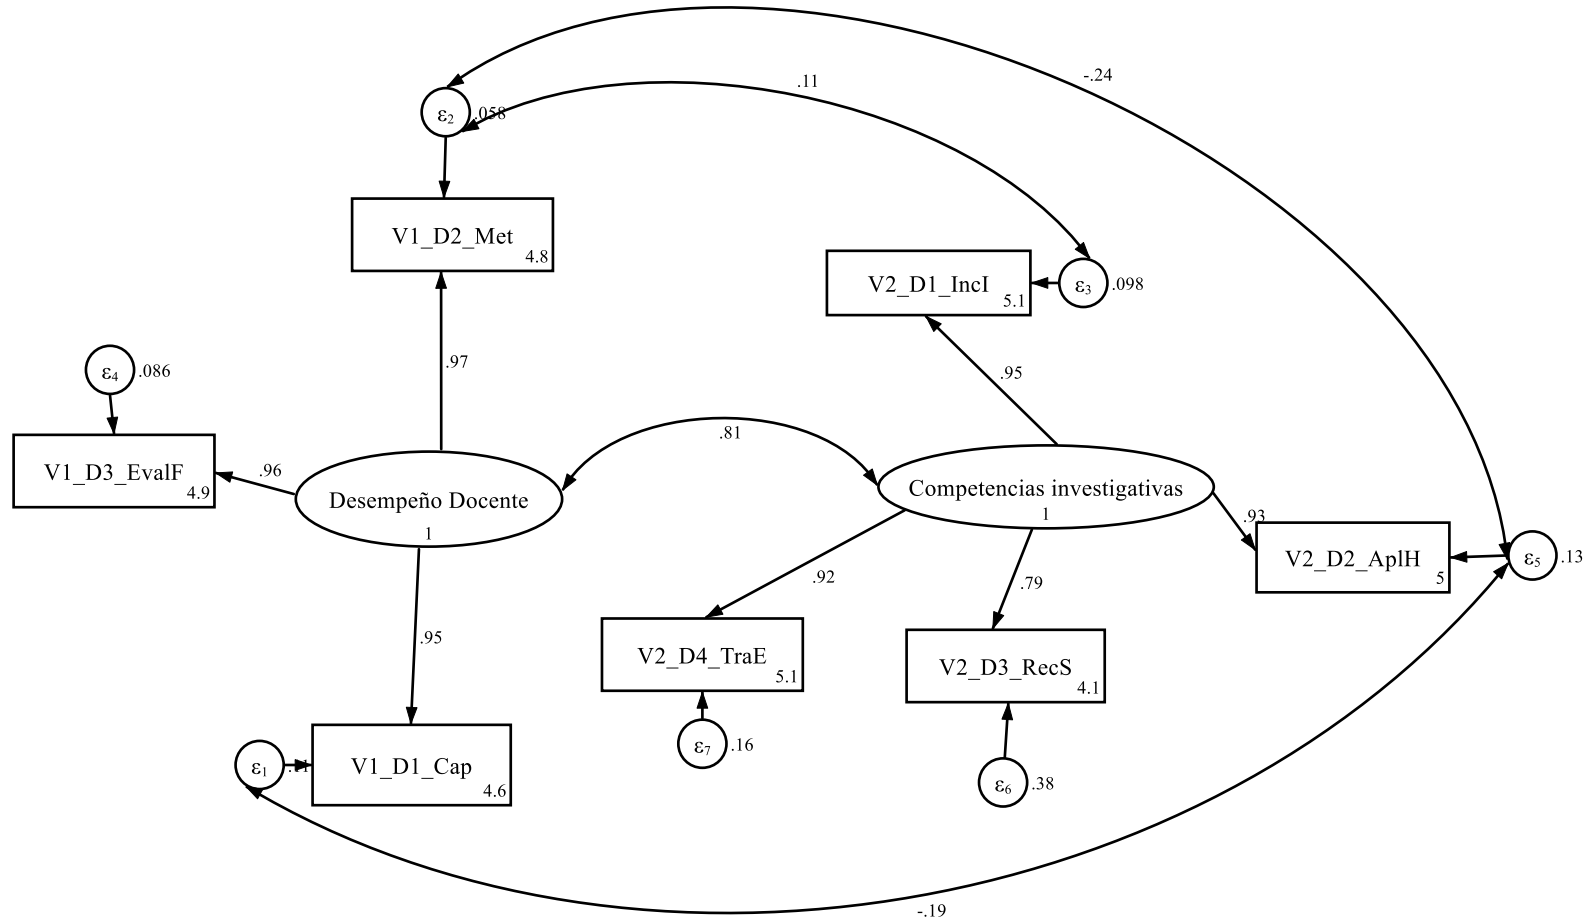 -.24
.11
ε2
.058
V1_D2_Met
4.8
V2_D1_IncI
5.1
ε3
.098
.97
ε4
.086
.95
.81
V1_D3_EvalF
4.9
.96
Desempeño Docente
1
Competencias investigativas
1
.93
V2_D2_AplH
5
ε5
.13
.92
.79
.95
V2_D4_TraE
5.1
V2_D3_RecS
4.1
ε7
.16
ε6
.38
ε1
.11
V1_D1_Cap
4.6
-.19